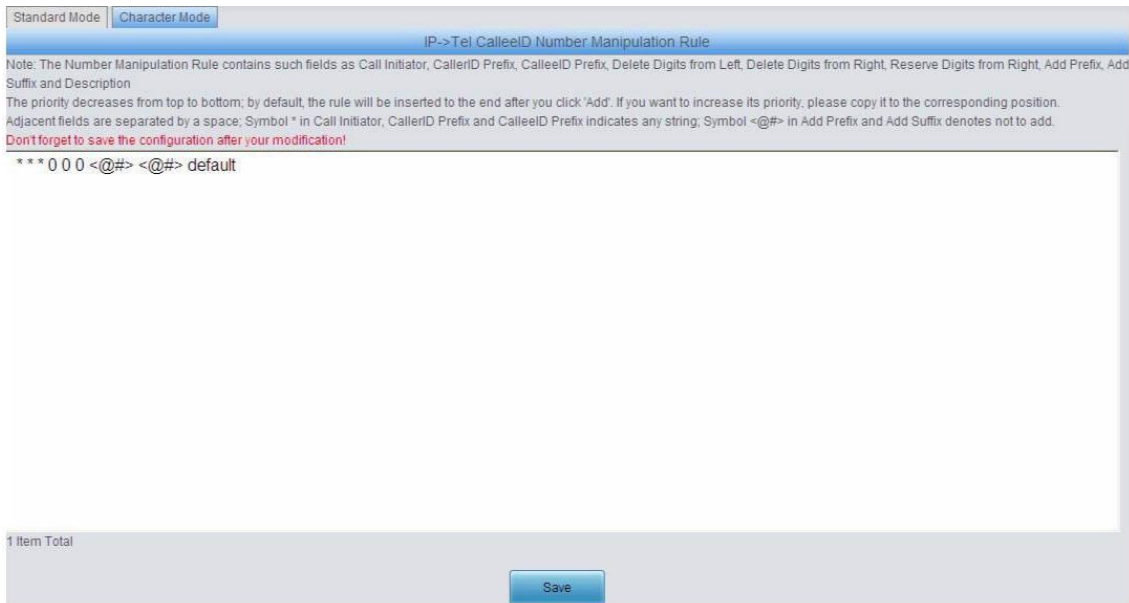 Standard Mode Character Mode
IP->Tel CalleeID Number Manipulation Rule
Note: The Number Manipulation Rule contains such fields as Call Initiator, CallerID Prefix, CalleeID Prefix, Delete Digits from Left, Delete Digits from Right, Reserve Digits from Right, Add Prefix, Add
Suffix and Description
The priority decreases from top to bottom; by default, the rule will be inserted to the end after you click 'Add'. If you want to increase its priority, please copy it to the corresponding position.
Adjacent fields are separated by a space; Symbol * in Call Initiator, CallerID Prefix and CalleeID Prefix indicates any string; Symbol <@#> in Add Prefix and Add Suffix denotes not to add.
Don't forget to save the configuration after your modification!
* * * 0 0 0 <@#> <@#> default
1 Item Total
Save